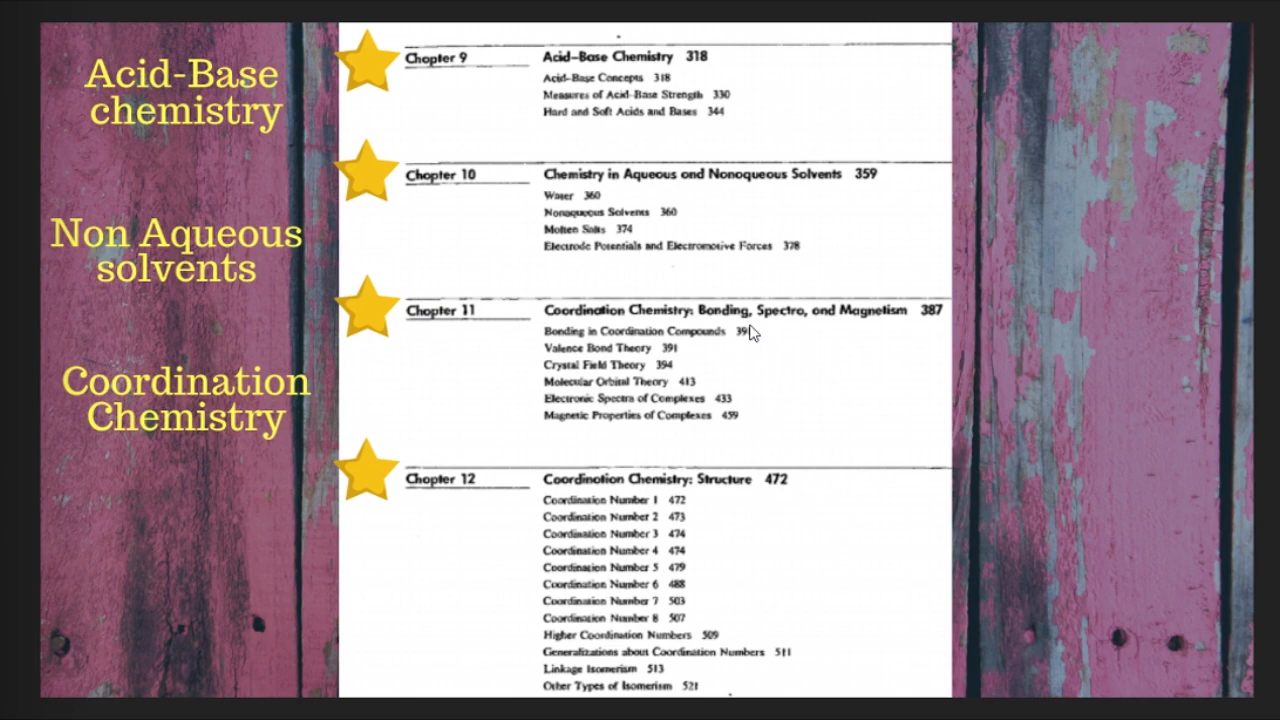 Acid-Base
chemistry
Non Aqueous
solvents
Coordination
Chemistry
Chapter 9 Acid–Base Chemistry 318
Acid–Base Concepts 318
Measures of Acid–Base Strength 330
Hard and Soft Acids and Bases 344
Chapter 10 Chemistry in Aqueous and Nonaqueous Solvents 359
Water 360
Nonaqueous Solvents 360
Molten Salts 374
Electrode Potentials and Electromotive Forces 378
Chapter 11 Coordination Chemistry: Bonding, Spectra, and Magnetism 387
Bonding in Coordination Compounds
Valence Bond Theory 391
Crystal Field Theory 394
Molecular Orbital Theory 413
Electronic Spectra of Complexes 433
Magnetic Properties of Complexes 459
Chapter 12 Coordination Chemistry: Structure 472
Coordination Number 1 472
Coordination Number 2 473
Coordination Number 3 474
Coordination Number 4 474
Coordination Number 5 479
Coordination Number 6 488
Coordination Number 7 503
Coordination Number 8 507
Higher Coordination Numbers 509
Generalizations about Coordination Numbers 511
Linkage Isomerism 513
Other Types of Isomerism 521